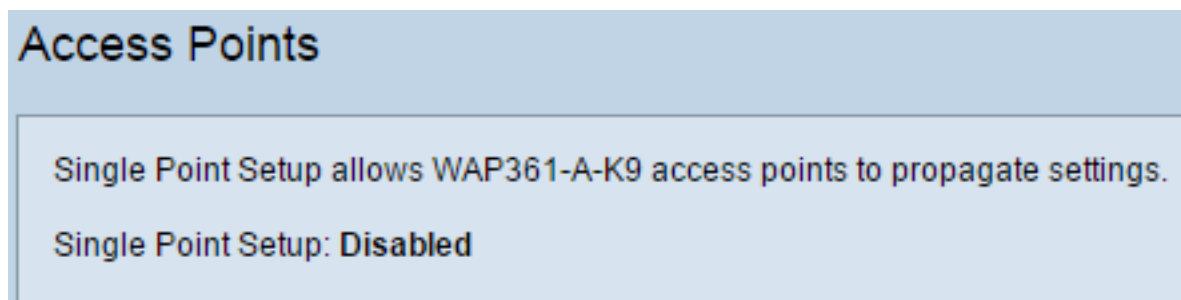 Access Points
Single Point Setup allows WAP361-A-K9 access points to propagate settings.
Single Point Setup: Disabled